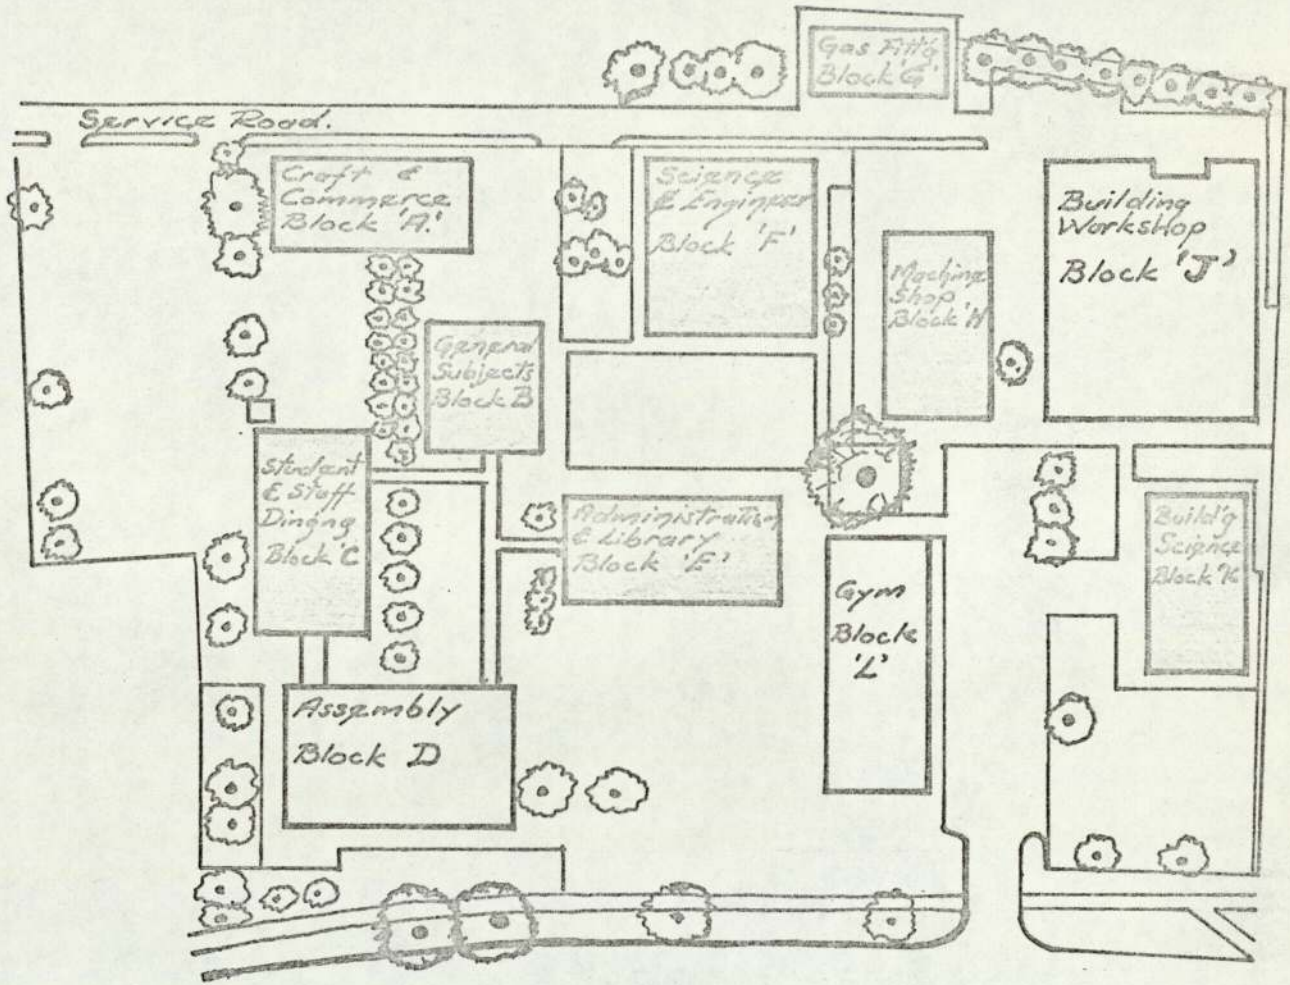 Gas Fitt'g
Block 'G'
Service Road.
Craft &
Commerce
Block 'A.'
Science
& Engineer
Block 'F'
Building
Workshop
Block 'J'
Machine
Shop
Block 'H'
General
Subjects
Block B
Student
& Staff
Dining
Block 'C'
Administration
& Library
Block 'E'
Build'g
Science
Block 'K'
Gym
Block
'L'
Assembly
Block D